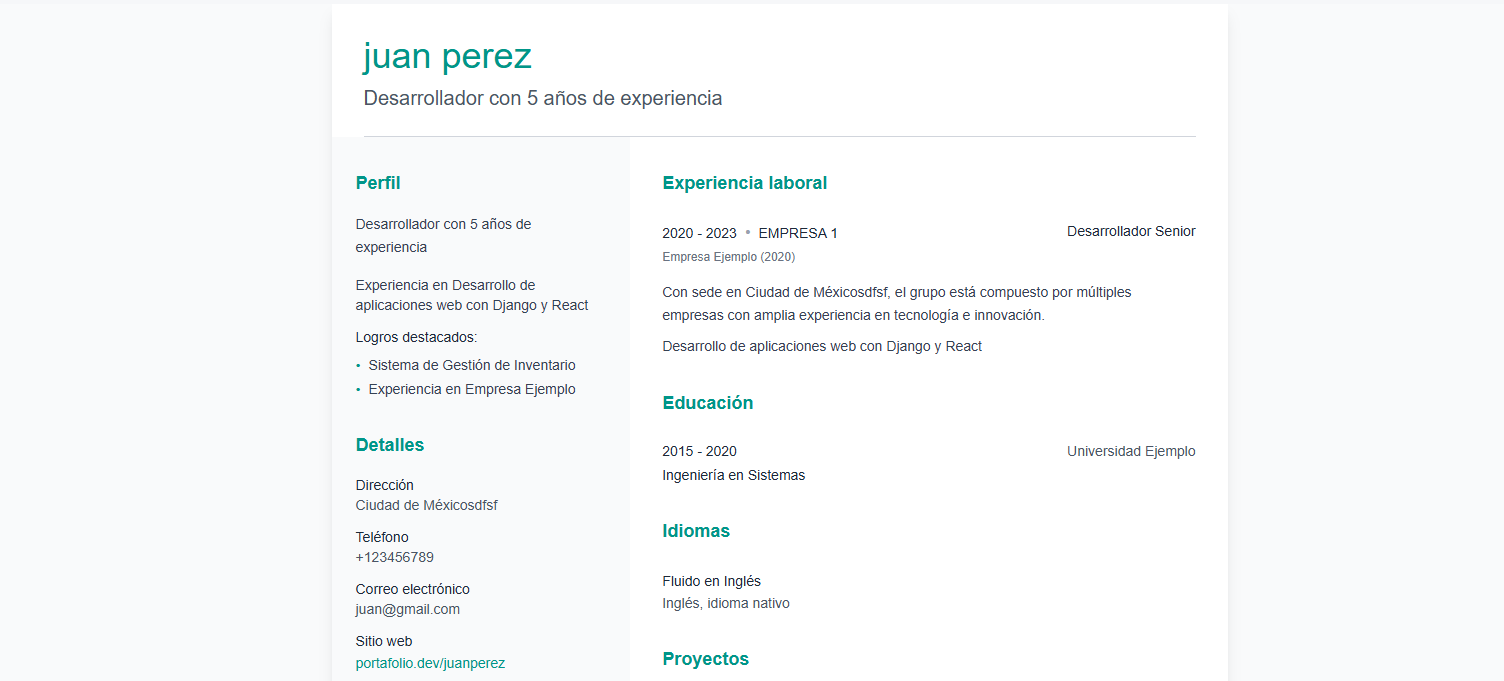 juan perez
Desarrollador con 5 años de experiencia
Perfil
Desarrollador con 5 años de
experiencia
Experiencia en Desarrollo de
aplicaciones web con Django y React
Logros destacados:
• Sistema de Gestión de Inventario
• Experiencia en Empresa Ejemplo
Detalles
Dirección
Ciudad de Méxicosdfsf
Teléfono
+123456789
Correo electrónico
juan@gmail.com
Sitio web
portafolio.dev/juanperez
Experiencia laboral
2020 - 2023 • EMPRESA 1
Desarrollador Senior
Empresa Ejemplo (2020)
Con sede en Ciudad de Méxicosdfsf, el grupo está compuesto por múltiples
empresas con amplia experiencia en tecnología e innovación.
Desarrollo de aplicaciones web con Django y React
Educación
2015 - 2020
Universidad Ejemplo
Ingeniería en Sistemas
Idiomas
Fluido en Inglés
Inglés, idioma nativo
Proyectos